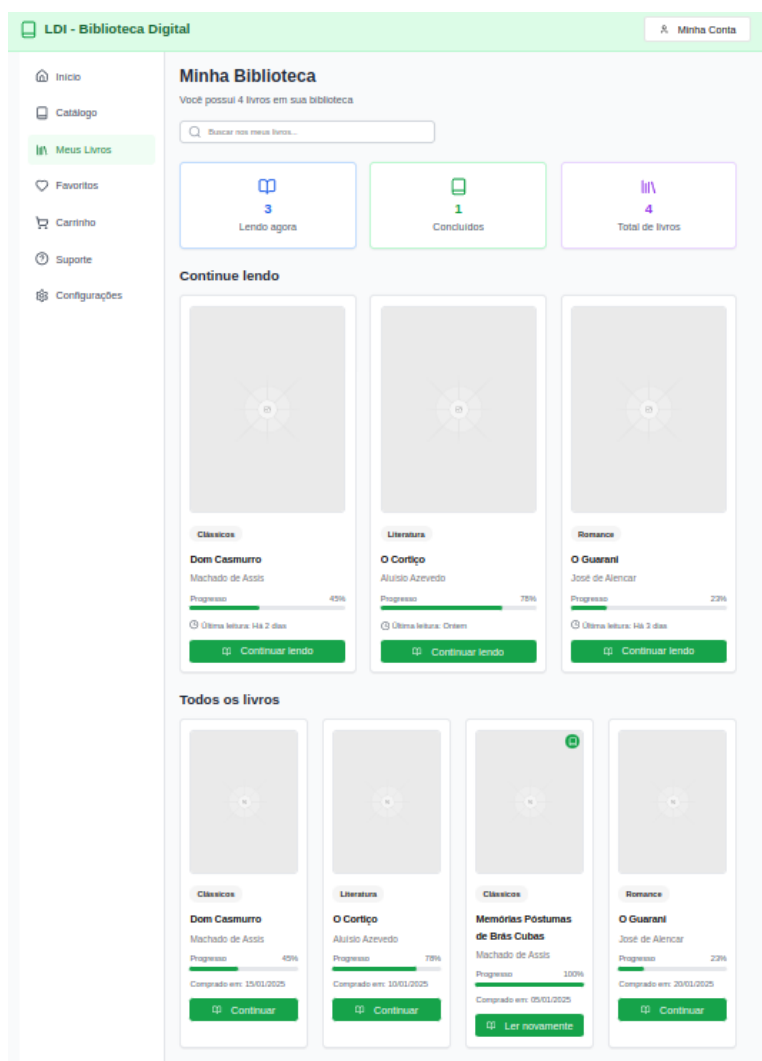 LDI - Biblioteca Digital
Minha Conta
Início
Catálogo
Meus Livros
Favoritos
Carrinho
Suporte
Configurações
Minha Biblioteca
Você possui 4 livros em sua biblioteca
Buscar nos meus livros...
3
Lendo agora
1
Concluídos
4
Total de livros
Continue lendo
Clássicos
Dom Casmurro
Machado de Assis
Progresso 45%
Última leitura: Há 2 dias
Continuar lendo
Literatura
O Cortiço
Aluísio Azevedo
Progresso 78%
Última leitura: Ontem
Continuar lendo
Romance
O Guarani
José de Alencar
Progresso 23%
Última leitura: Há 3 dias
Continuar lendo
Todos os livros
Clássicos
Dom Casmurro
Machado de Assis
Progresso 45%
Comprado em: 15/01/2025
Continuar
Literatura
O Cortiço
Aluísio Azevedo
Progresso 78%
Comprado em: 10/01/2025
Continuar
Clássicos
Memórias Póstumas
de Brás Cubas
Machado de Assis
Progresso 100%
Comprado em: 05/01/2025
Ler novamente
Romance
O Guarani
José de Alencar
Progresso 23%
Comprado em: 20/01/2025
Continuar